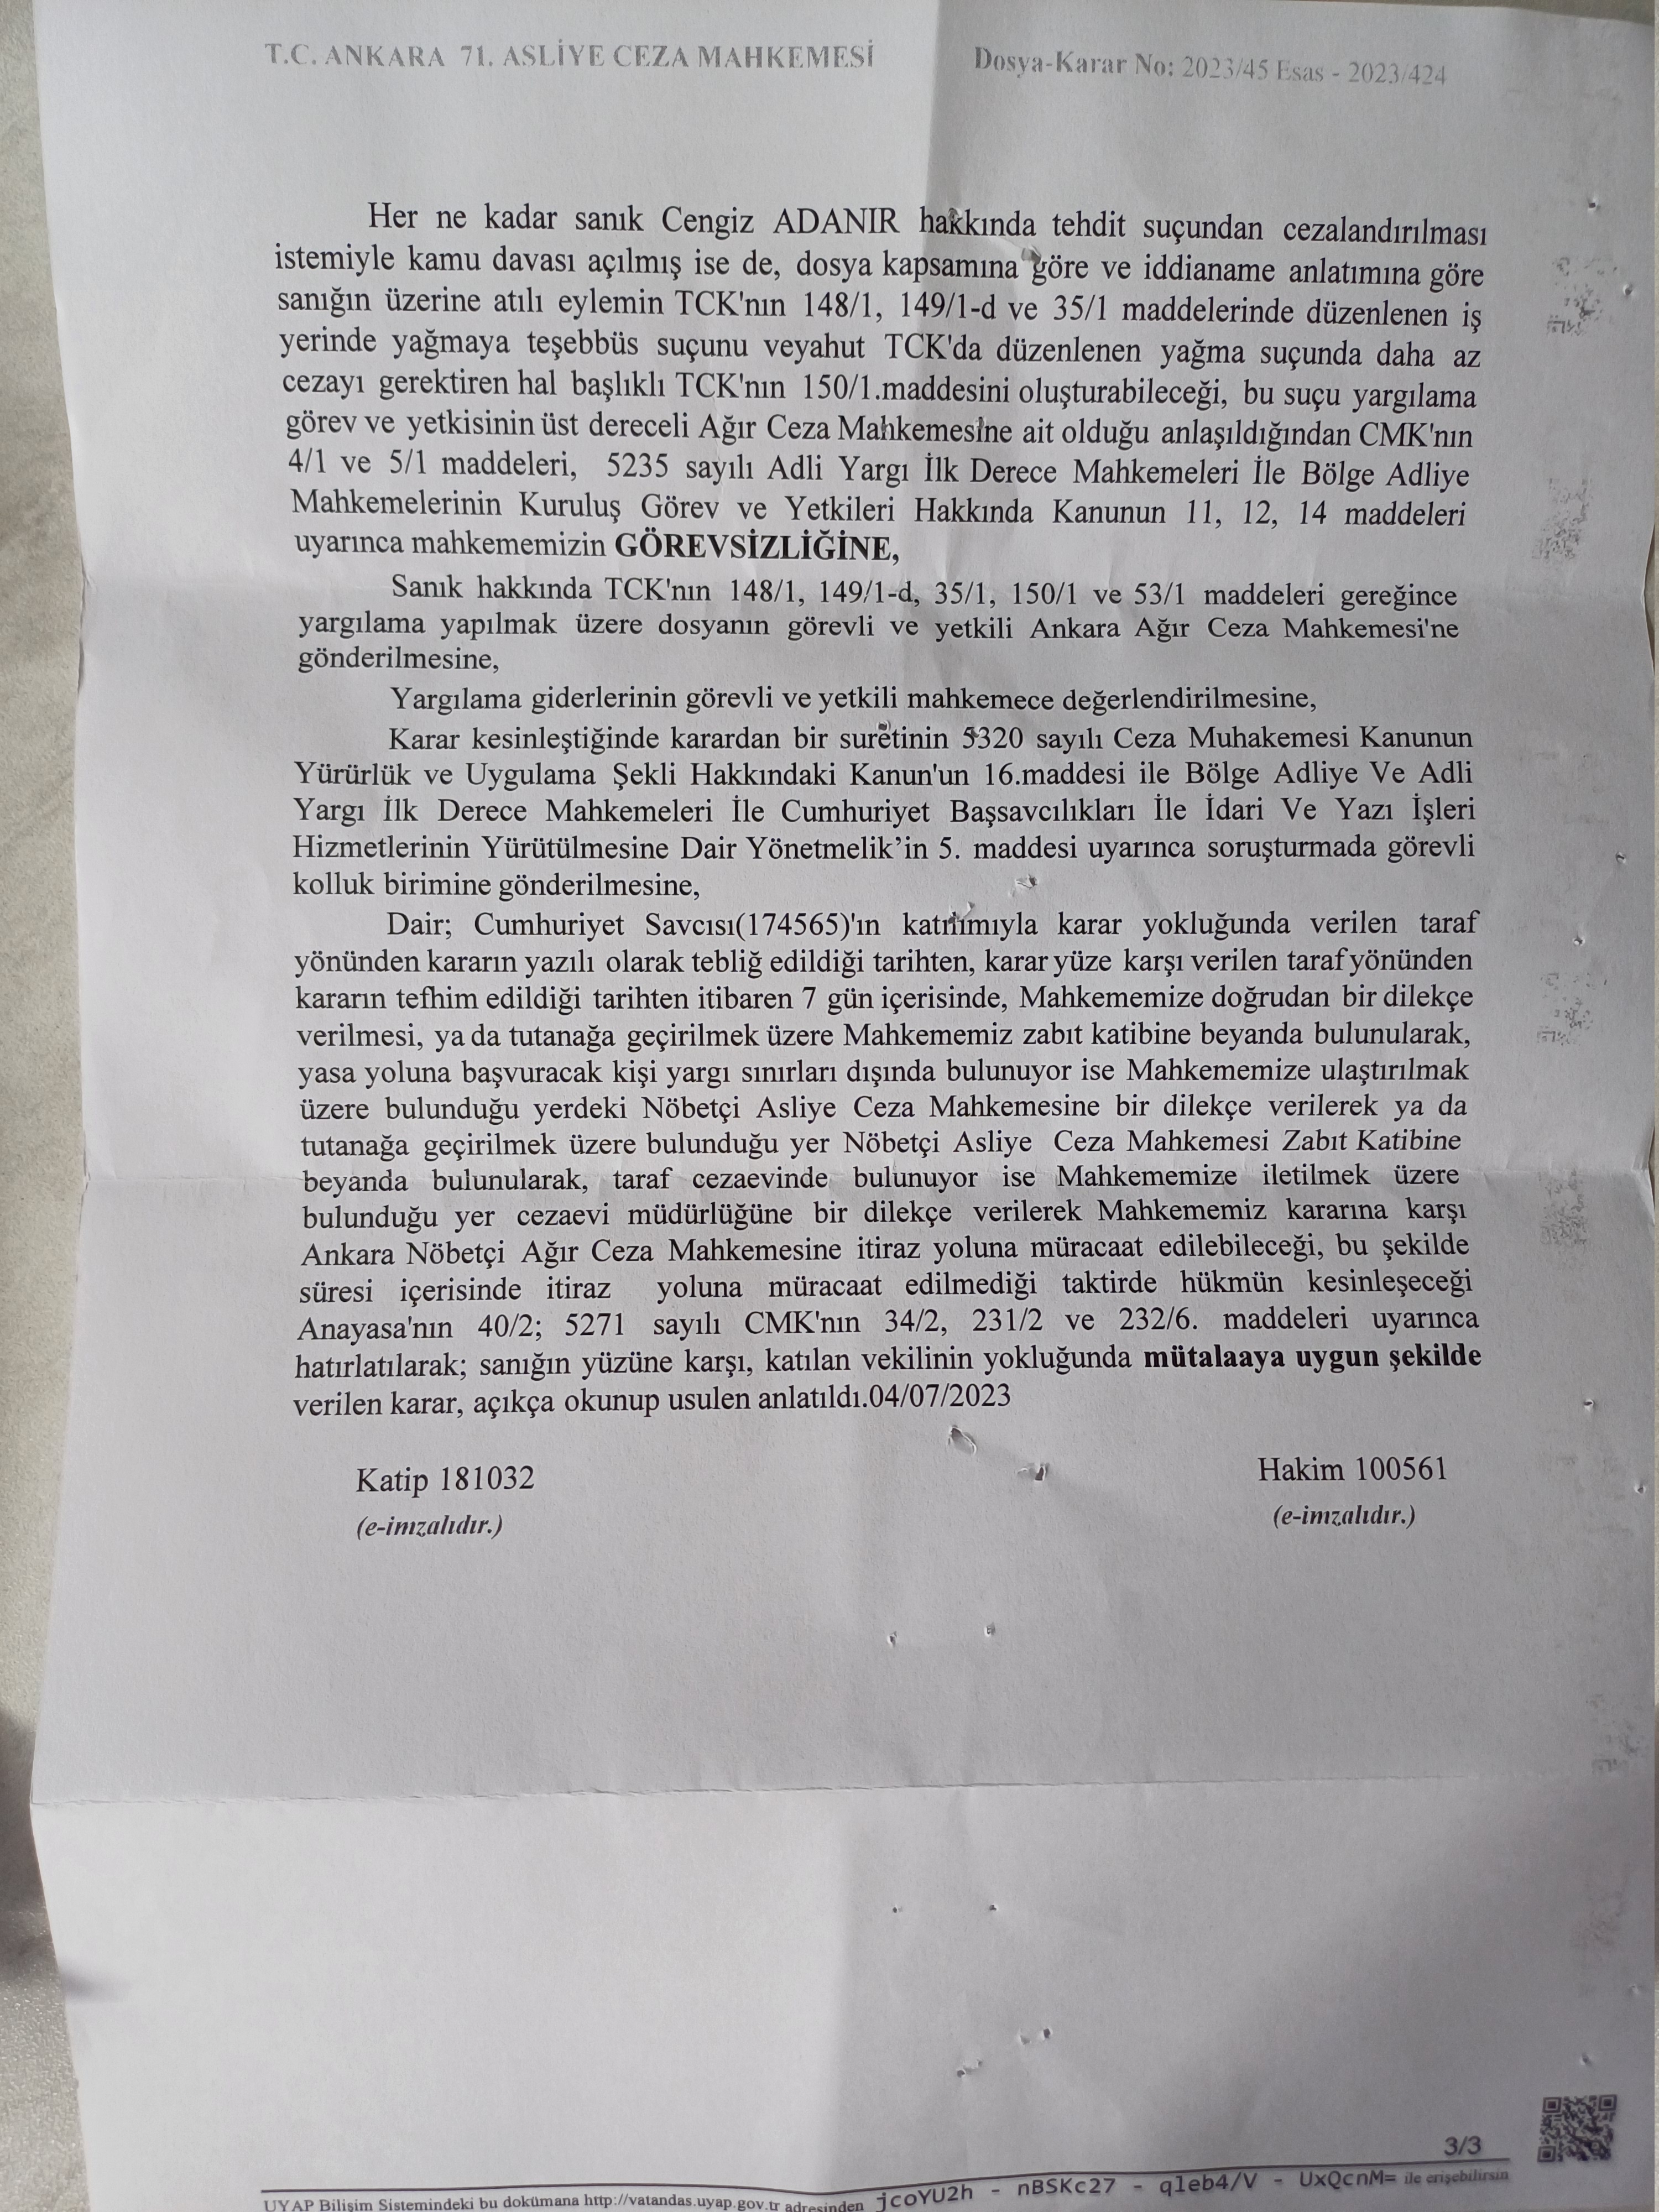 T.C. ANKARA 71. ASLİYE CEZA MAHKEMESİ Dosya-Karar No: 2023/45 Esas - 2023/424
Her ne kadar sanık Cengiz ADANIR hakkında tehdit suçundan cezalandırılması
istemiyle kamu davası açılmış ise de, dosya kapsamına göre ve iddianame anlatımına göre
sanığın üzerine atılı eylemin TCK'nın 148/1, 149/1-d ve 35/1 maddelerinde düzenlenen iş
yerinde yağmaya teşebbüs suçunu veyahut TCK'da düzenlenen yağma suçunda daha az
cezayı gerektiren hal başlıklı TCK'nın 150/1.maddesini oluşturabileceği, bu suçu yargılama
görev ve yetkisinin üst dereceli Ağır Ceza Mahkemesine ait olduğu anlaşıldığından CMK'nın
4/1 ve 5/1 maddeleri, 5235 sayılı Adli Yargı İlk Derece Mahkemeleri İle Bölge Adliye
Mahkemelerinin Kuruluş Görev ve Yetkileri Hakkında Kanunun 11, 12, 14 maddeleri
uyarınca mahkememizin GÖREVSİZLİĞİNE,
Sanık hakkında TCK'nın 148/1, 149/1-d, 35/1, 150/1 ve 53/1 maddeleri gereğince
yargılama yapılmak üzere dosyanın görevli ve yetkili Ankara Ağır Ceza Mahkemesi'ne
gönderilmesine,
Yargılama giderlerinin görevli ve yetkili mahkemece değerlendirilmesine,
Karar kesinleştiğinde karardan bir suretinin 5320 sayılı Ceza Muhakemesi Kanunun
Yürürlük ve Uygulama Şekli Hakkındaki Kanun'un 16.maddesi ile Bölge Adliye Ve Adli
Yargı İlk Derece Mahkemeleri İle Cumhuriyet Başsavcılıkları İle İdari Ve Yazı İşleri
Hizmetlerinin Yürütülmesine Dair Yönetmelik’in 5. maddesi uyarınca soruşturmada görevli
kolluk birimine gönderilmesine,
Dair; Cumhuriyet Savcısı(174565)'ın katılımıyla karar yokluğunda verilen taraf
yönünden kararın yazılı olarak tebliğ edildiği tarihten, karar yüze karşı verilen taraf yönünden
kararın tefhim edildiği tarihten itibaren 7 gün içerisinde, Mahkememize doğrudan bir dilekçe
verilmesi, ya da tutanağa geçirilmek üzere Mahkememiz zabıt katibine beyanda bulunularak,
yasa yoluna başvuracak kişi yargı sınırları dışında bulunuyor ise Mahkememize ulaştırılmak
üzere bulunduğu yerdeki Nöbetçi Asliye Ceza Mahkemesine bir dilekçe verilerek ya da
tutanağa geçirilmek üzere bulunduğu yer Nöbetçi Asliye Ceza Mahkemesi Zabıt Katibine
beyanda bulunularak, taraf cezaevinde bulunuyor ise Mahkememize iletilmek üzere
bulunduğu yer cezaevi müdürlüğüne bir dilekçe verilerek Mahkememiz kararına karşı
Ankara Nöbetçi Ağır Ceza Mahkemesine itiraz yoluna müracaat edilebileceği, bu şekilde
süresi içerisinde itiraz yoluna müracaat edilmediği taktirde hükmün kesinleşeceği
Anayasa'nın 40/2; 5271 sayılı CMK'nın 34/2, 231/2 ve 232/6. maddeleri uyarınca
hatırlatılarak; sanığın yüzüne karşı, katılan vekilinin yokluğunda mütalaaya uygun şekilde
verilen karar, açıkça okunup usulen anlatıldı.04/07/2023
Katip 181032 Hakim 100561
(e-imzalıdır.) (e-imzalıdır.)
3/3
UYAP Bilişim Sistemindeki bu dokümana http://vatandas.uyap.gov.tr adresinden jcoYU2h - nBSKc27 - qleb4/V - UxQcnM= ile erişebilirsin